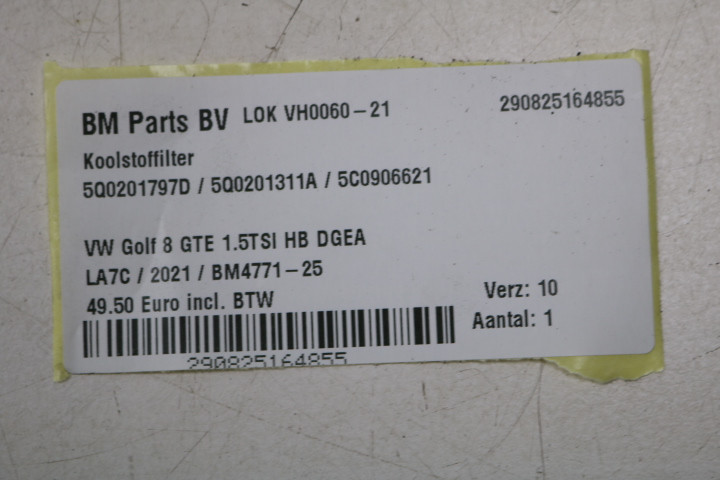 BM Parts BV LOK VH0060-21 290825164855
Koolstoffilter
5Q0201797D / 5Q0201311A / 5C0906621
VW Golf 8 GTE 1.5TSI HB DGEA
LA7C / 2021 / BM4771-25
49.50 Euro incl. BTW
Verz: 10
Aantal: 1
290825164855